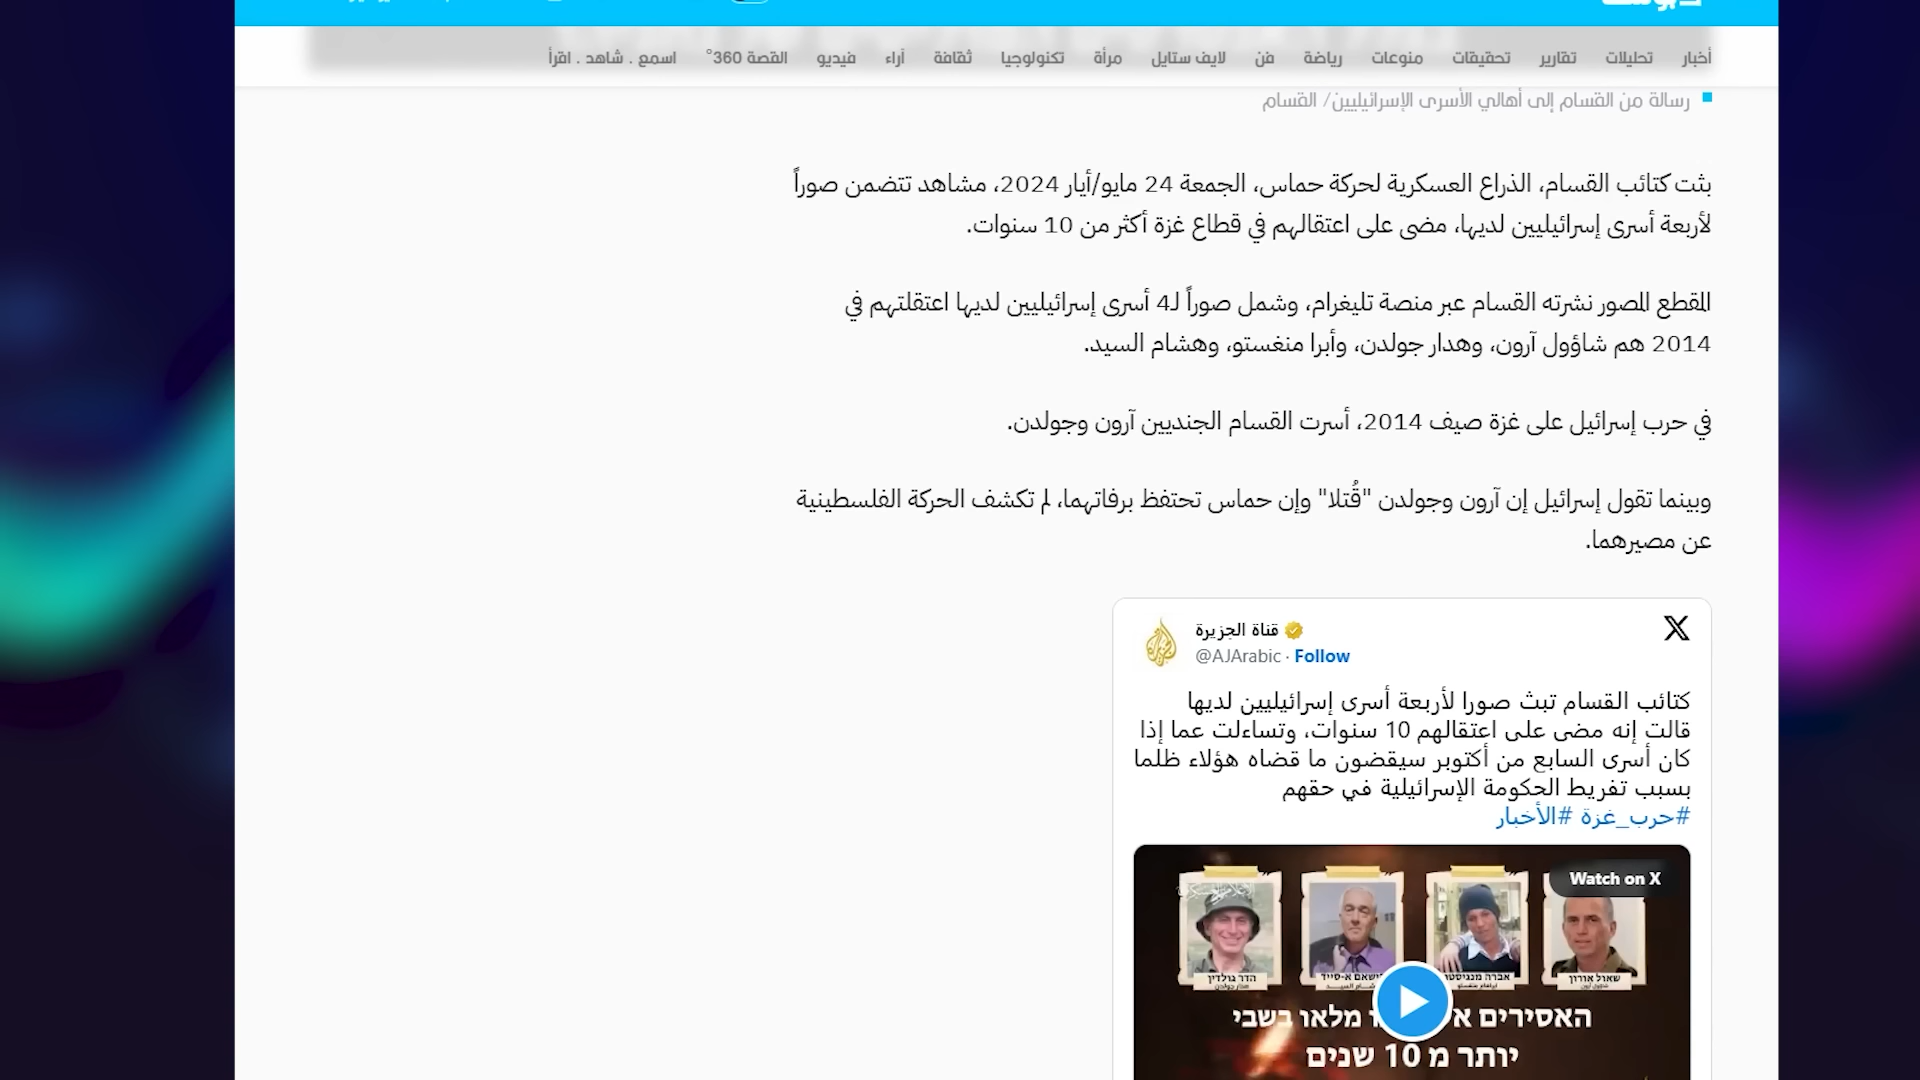 أخبار تحليلات تقارير تحقيقات منوعات رياضة فن لايف ستايل مرأة تكنولوجيا ثقافة آراء فيديو القصة 360° اسمع . شاهد . اقرأ
رسالة من القسام إلى أهالي الأسرى الإسرائيليين/ القسام
بثت كتائب القسام، الذراع العسكرية لحركة حماس، الجمعة 24 مايو/أيار 2024، مشاهد تتضمن صوراً
لأربعة أسرى إسرائيليين لديها، مضى على اعتقالهم في قطاع غزة أكثر من 10 سنوات.
المقطع المصور نشرته القسام عبر منصة تليغرام، وشمل صوراً لـ4 أسرى إسرائيليين لديها اعتقلتهم في
2014 هم شاؤول آرون، وهدار جولدن، وأبرا منغستو، وهشام السيد.
في حرب إسرائيل على غزة صيف 2014، أسرت القسام الجنديين آرون وجولدن.
وبينما تقول إسرائيل إن آرون وجولدن "قُتلا" وإن حماس تحتفظ برفاتهما، لم تكشف الحركة الفلسطينية
عن مصيرهما.
قناة الجزيرة
@AJArabic · Follow
كتائب القسام تبث صورا لأربعة أسرى إسرائيليين لديها
قالت إنه مضى على اعتقالهم 10 سنوات، وتساءلت عما إذا
كان أسرى السابع من أكتوبر سيقضون ما قضاه هؤلاء ظلما
بسبب تفريط الحكومة الإسرائيلية في حقهم
#حرب_غزة #الأخبار
Watch on X
שאול אורון אברה מנגיסטו הדר גולדין
האסירים מלאו בשבי
יותר מ 10 שנים